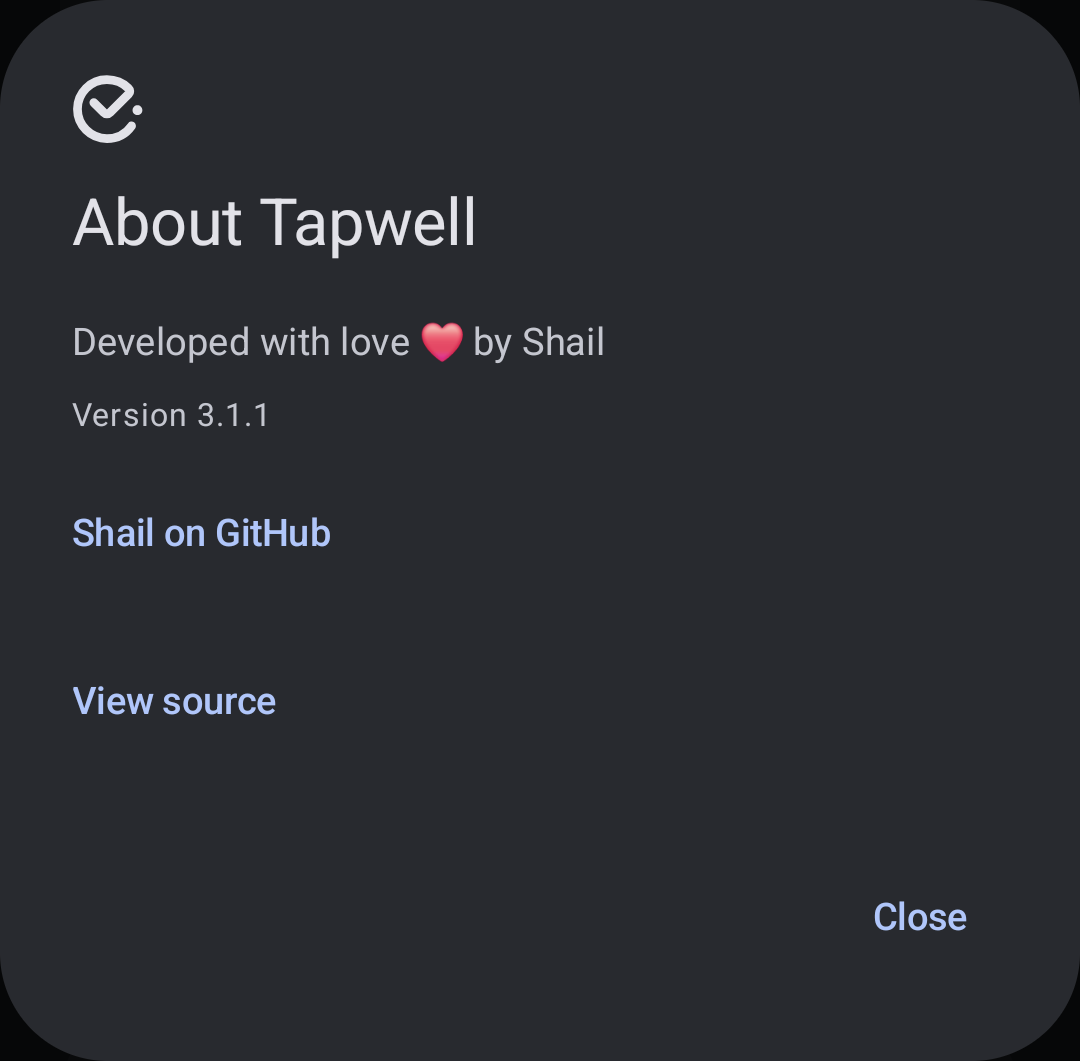 About Tapwell
Developed with love ❤️ by Shail
Version 3.1.1
Shail on GitHub
View source
Close